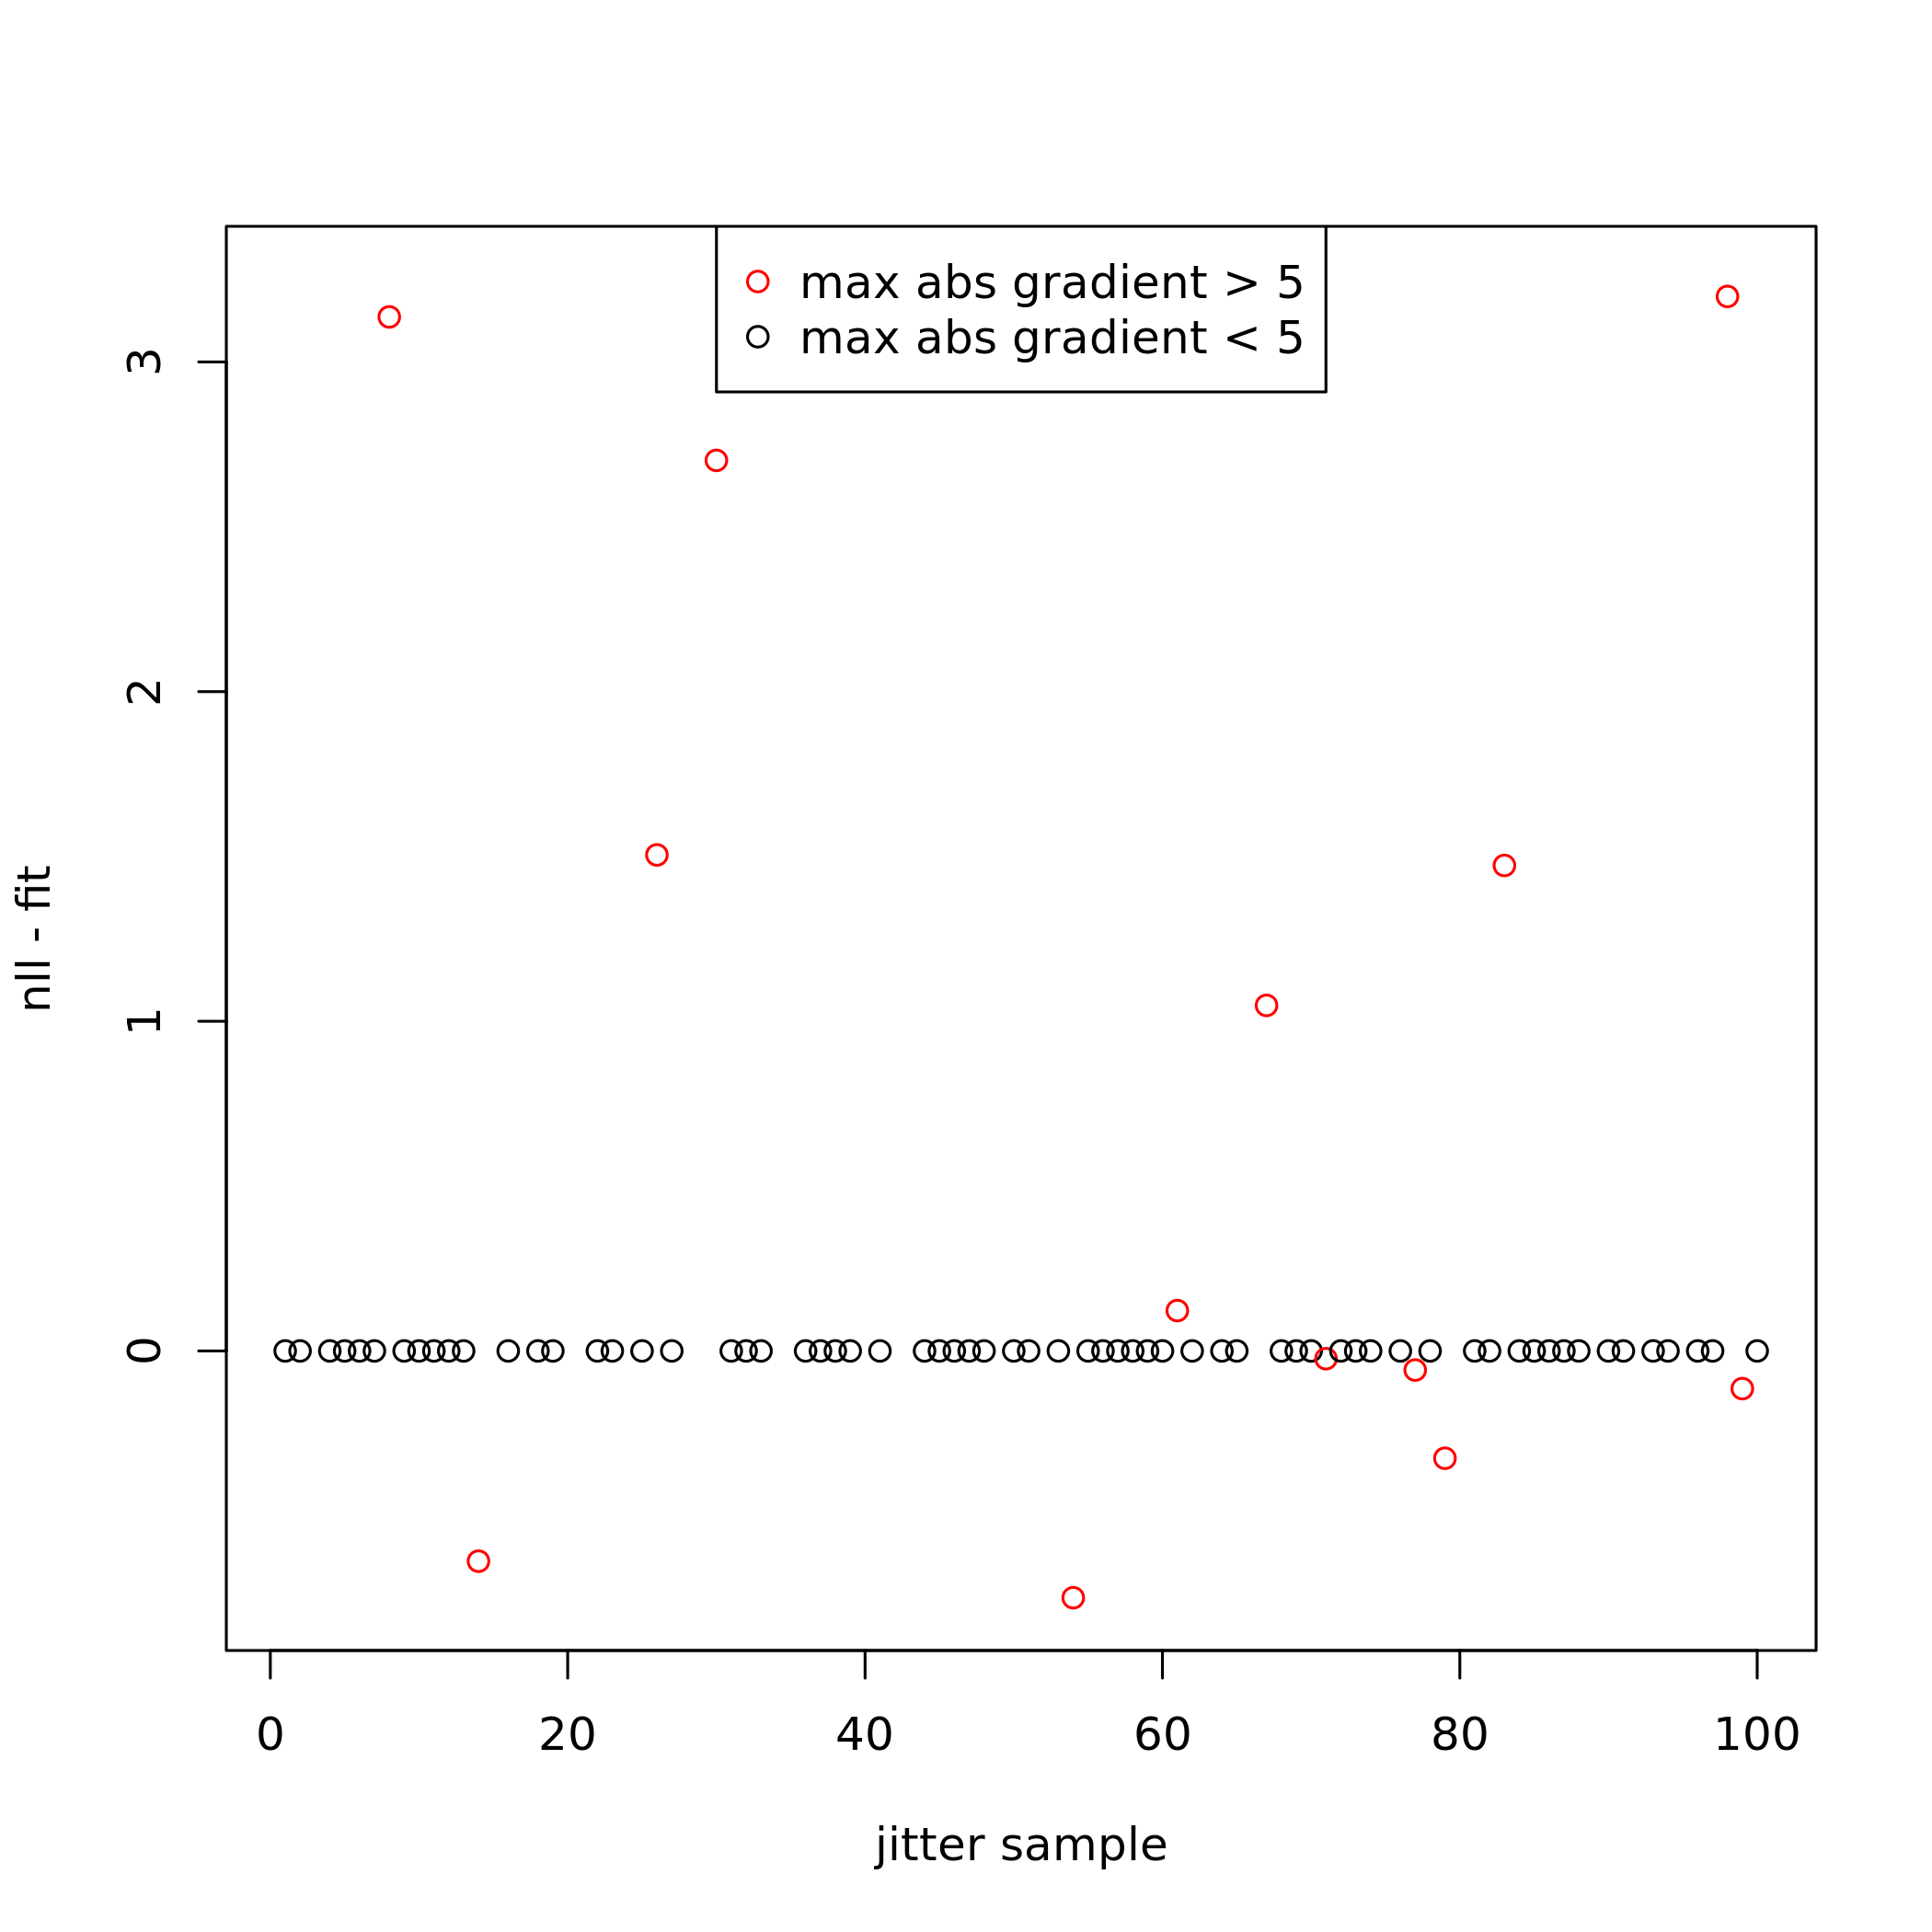 max abs gradient > 5
max abs gradient < 5
3
2
1
0
nll - fit
0 20 40 60 80 100
jitter sample